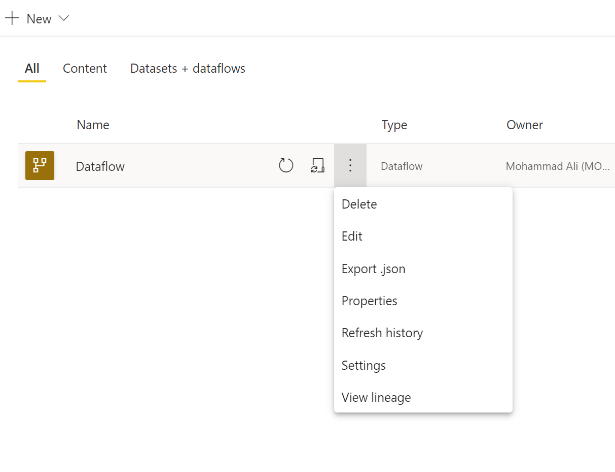 New
All Content Datasets + dataflows
Name Type Owner
Dataflow Dataflow Mohammad Ali (MO...
Delete
Edit
Export .json
Properties
Refresh history
Settings
View lineage